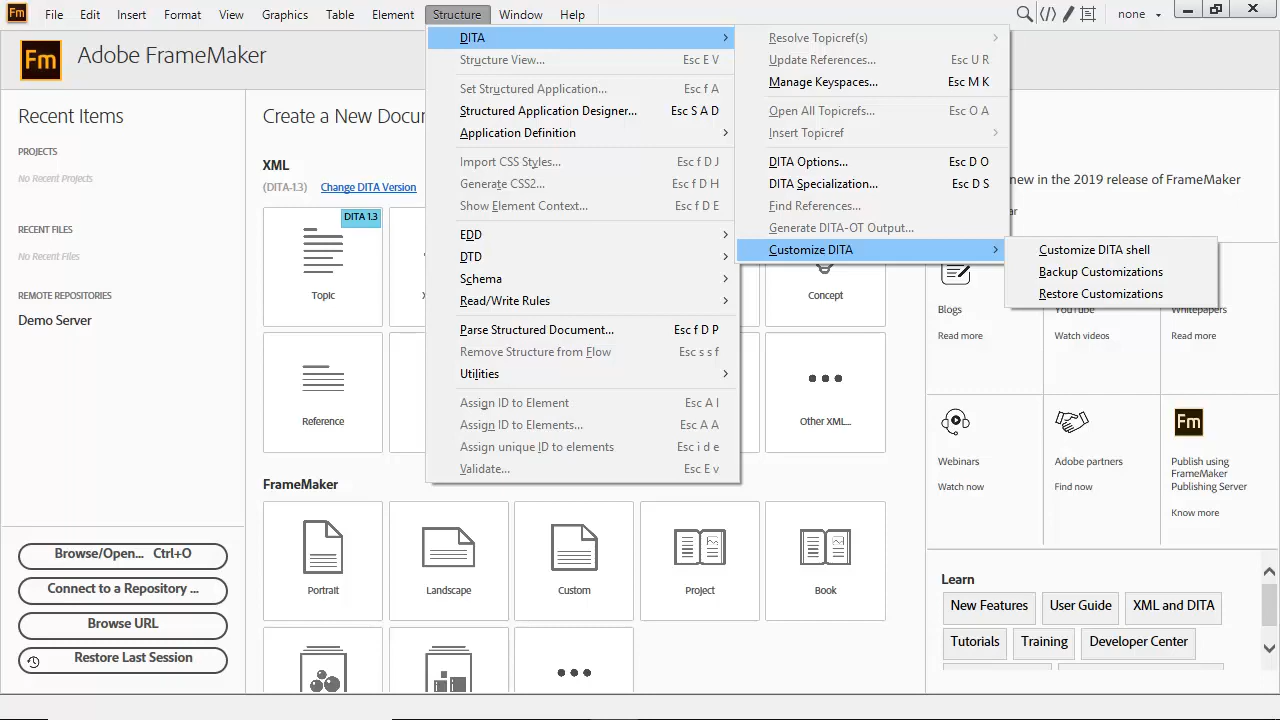 Fm File Edit Insert Format View Graphics Table Element Structure Window Help none
Fm Adobe FrameMaker
Recent Items
PROJECTS
No Recent Projects
RECENT FILES
No Recent Files
REMOTE REPOSITORIES
Demo Server
Browse/Open... Ctrl+O
Connect to a Repository ...
Browse URL
Restore Last Session
Create a New Docu
XML
(DITA-1.3) Change DITA Version
DITA 1.3
Topic
Concept
Reference
Other XML...
FrameMaker
Portrait
Landscape
Custom
Project
Book
DITA
Structure View... Esc E V
Set Structured Application... Esc f A
Structured Application Designer... Esc S A D
Application Definition
Import CSS Styles... Esc f D J
Generate CSS2... Esc f D H
Show Element Context... Esc f D E
EDD
DTD
Schema
Read/Write Rules
Parse Structured Document... Esc f D P
Remove Structure from Flow Esc s s f
Utilities
Assign ID to Element Esc A I
Assign ID to Elements... Esc A A
Assign unique ID to elements Esc i d e
Validate... Esc E v
Resolve Topicref(s)
Update References... Esc U R
Manage Keyspaces... Esc M K
Open All Topicrefs... Esc O A
Insert Topicref
DITA Options... Esc D O
DITA Specialization... Esc D S
Find References...
Generate DITA-OT Output...
Customize DITA
Customize DITA shell
Backup Customizations
Restore Customizations
new in the 2019 release of FrameMaker
ar
Blogs
Read more
YouTube
Watch videos
Whitepapers
Read more
Webinars
Watch now
Adobe partners
Find now
Fm
Publish using
FrameMaker
Publishing Server
Know more
Learn
New Features User Guide XML and DITA
Tutorials Training Developer Center